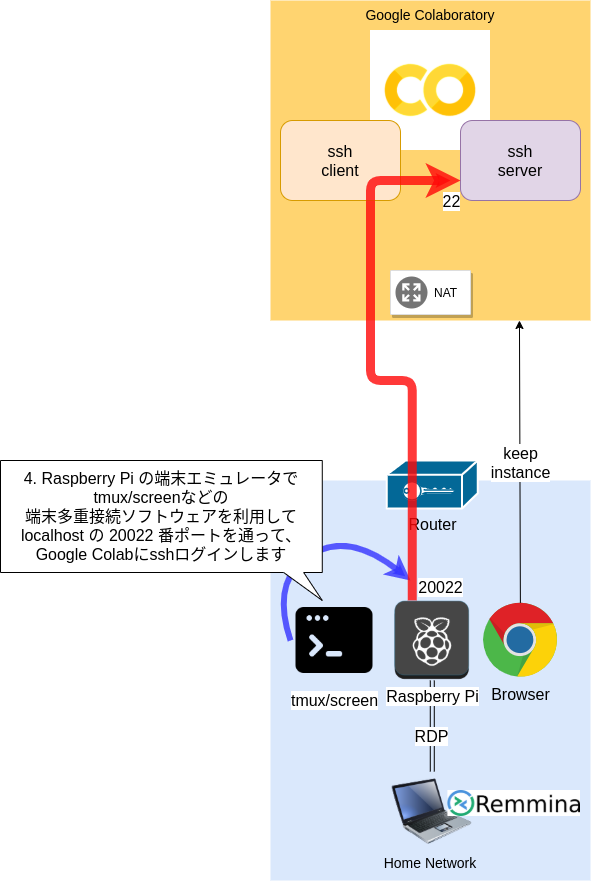 Google Colaboratory
ssh
client
ssh
server
22
NAT
keep
instance
4. Raspberry Pi の端末エミュレータで
tmux/screenなどの
端末多重接続ソフトウェアを利用して
localhost の 20022 番ポートを通って、
Google Colabにsshログインします
Router
20022
tmux/screen
Raspberry Pi
Browser
RDP
Remmina
Home Network